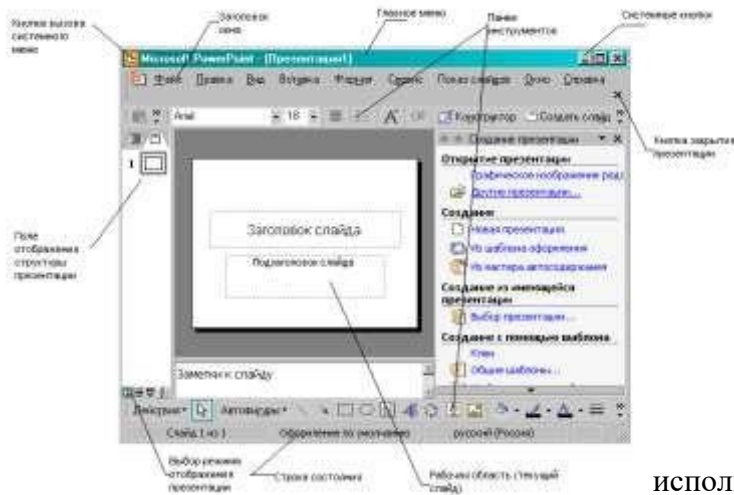 Кнопка вызова
системного
меню
Заголовок
окна
Главное меню
Панели
инструментов
Системные кнопки
Microsoft PowerPoint - [Презентация1]
Файл Правка Вид Вставка Формат Сервис Показ слайдов Окно Справка
Arial 18 Конструктор Создать слайд
Создание презентации
Кнопка закрытия
презентации
1
Открытие презентации
Графическое изображение
Другие презентации...
Создание
Новая презентация
Из шаблона оформления
Из мастера автосодержания
Создание из имеющейся
презентации
Выбор презентации...
Создание с помощью шаблона
Общие шаблоны...
Поле
отображения
структуры
презентации
Заголовок слайда
Подзаголовок слайда
Заметки к слайду
Действия Автофигуры
Слайд 1 из 1 Оформление по умолчанию русский (Россия)
Выбор режима
отображения
презентации
Строка состояния
Рабочая область (текущий
слайд)
испол